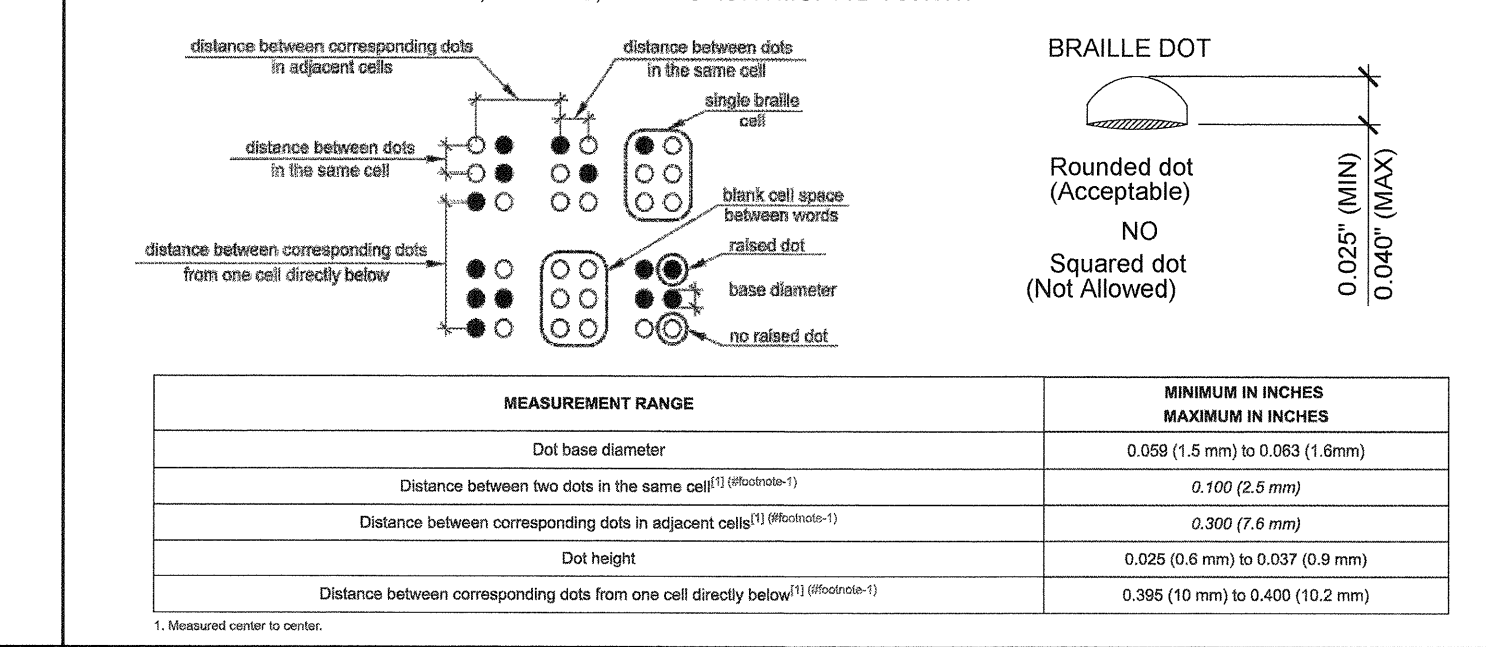 distance between corresponding dots
in adjacent cells
distance between dots
in the same cell
single braille
cell
distance between dots
in the same cell
blank cell space
between words
raised dot
distance between corresponding dots
from one cell directly below
base diameter
no raised dot
BRAILLE DOT
Rounded dot
(Acceptable)
NO
Squared dot
(Not Allowed)
0.025" (MIN)
0.040" (MAX)
MEASUREMENT RANGE
MINIMUM IN INCHES
MAXIMUM IN INCHES
Dot base diameter
0.059 (1.5 mm) to 0.063 (1.6mm)
Distance between two dots in the same cell[1] (#footnote-1)
0.100 (2.5 mm)
Distance between corresponding dots in adjacent cells[1] (#footnote-1)
0.300 (7.6 mm)
Dot height
0.025 (0.6 mm) to 0.037 (0.9 mm)
Distance between corresponding dots from one cell directly below[1] (#footnote-1)
0.395 (10 mm) to 0.400 (10.2 mm)
1. Measured center to center.